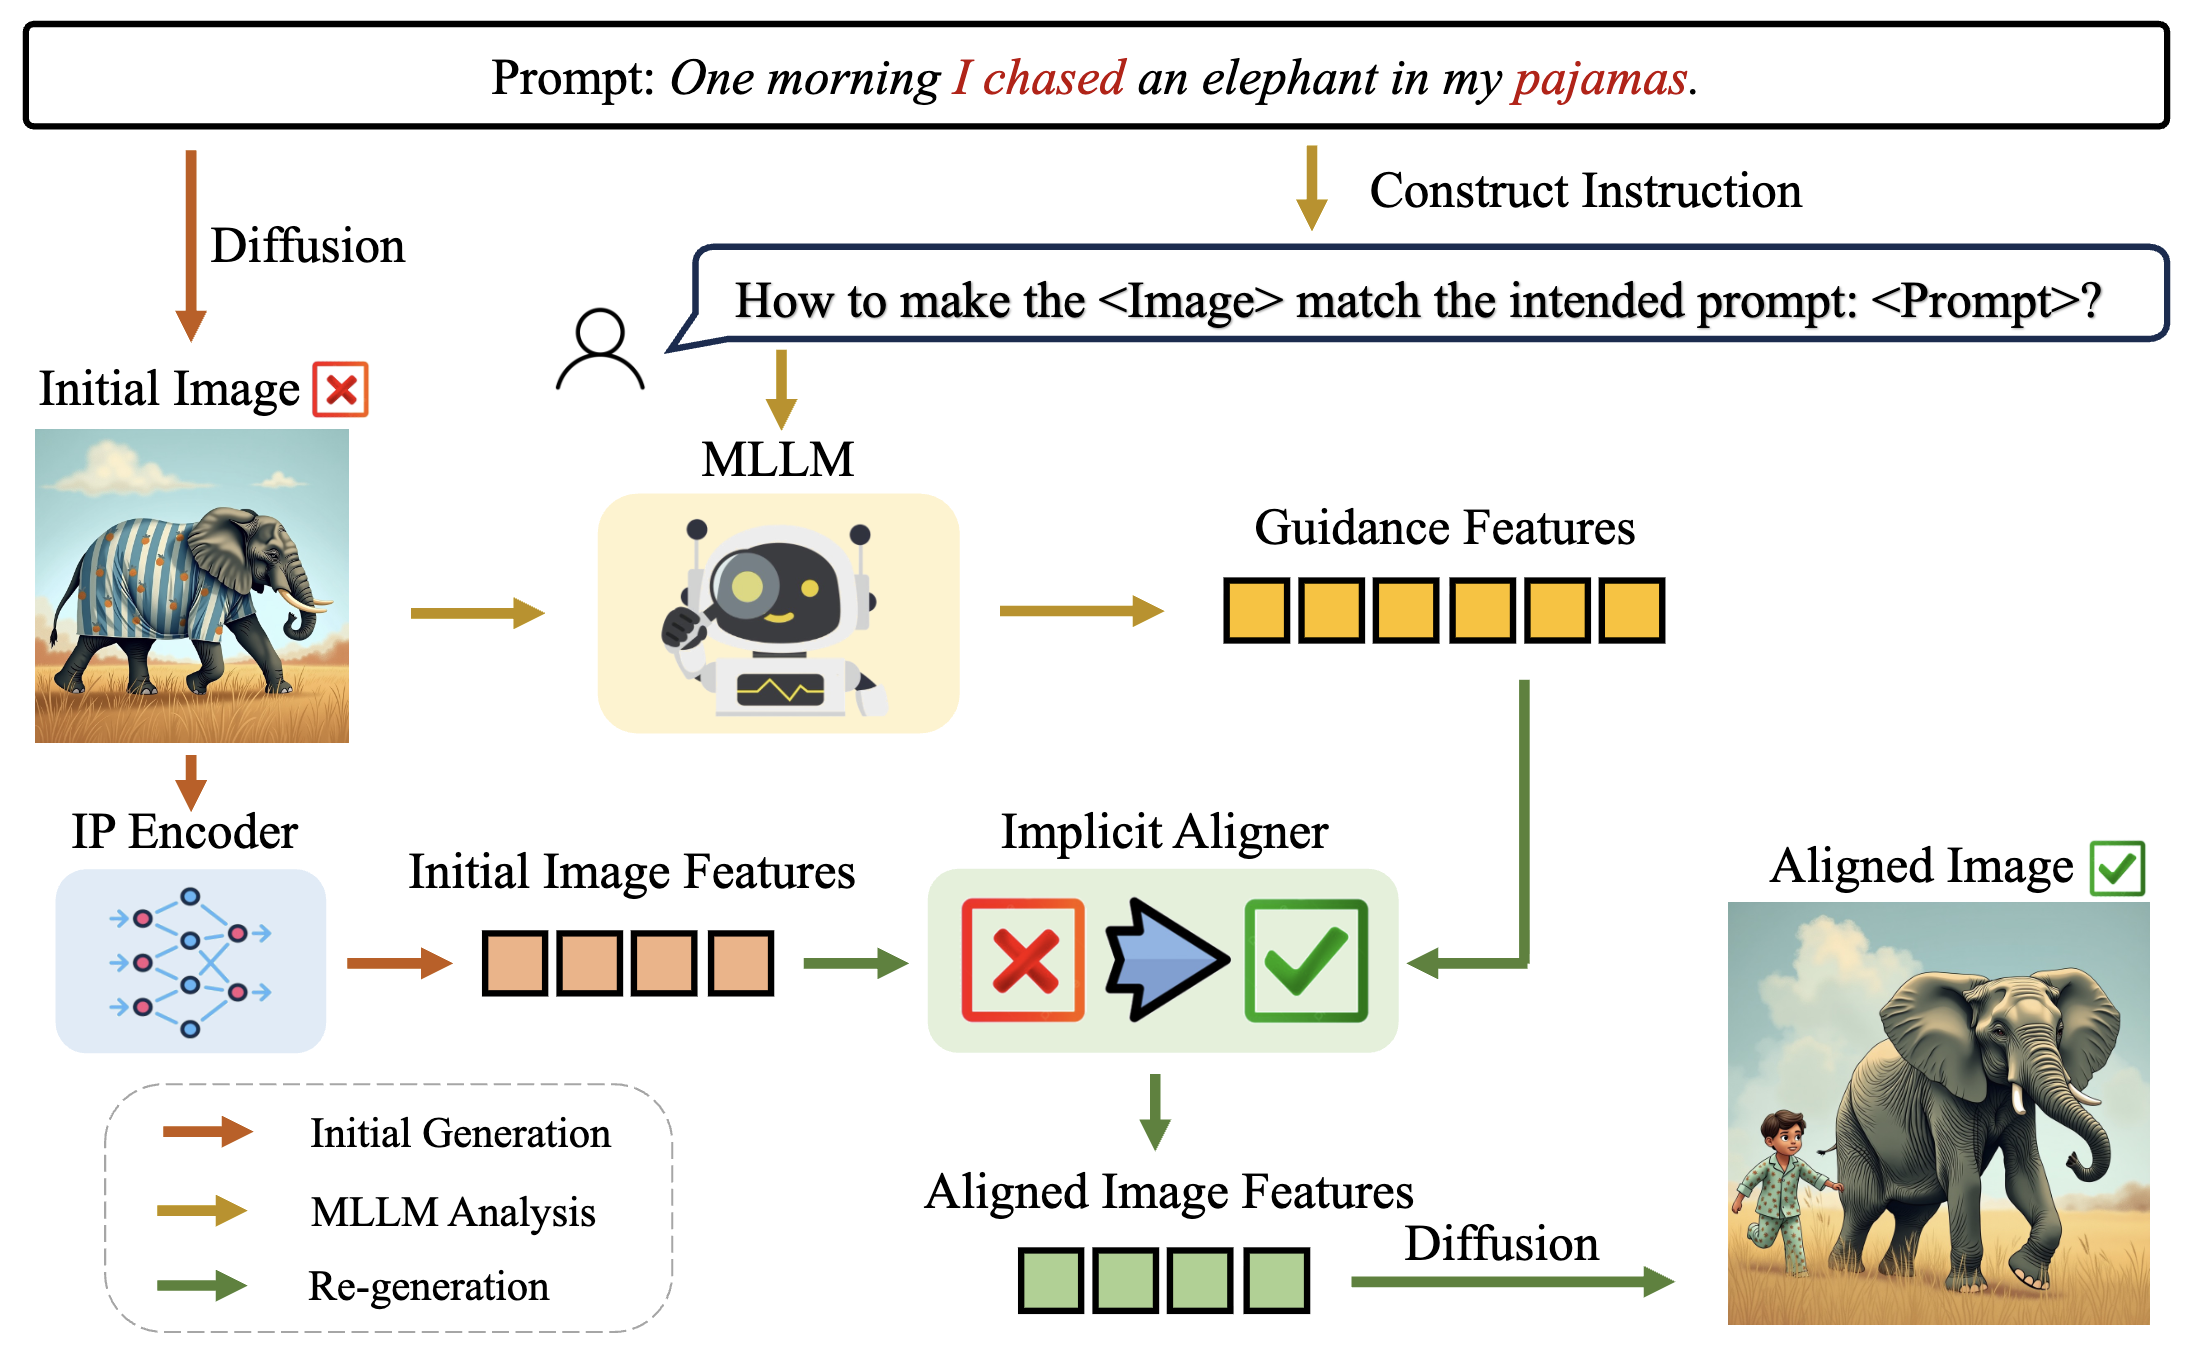 Prompt: One morning I chased an elephant in my pajamas.
Construct Instruction
Diffusion
How to make the <Image> match the intended prompt: <Prompt>?
Initial Image
MLLM
Guidance Features
IP Encoder
Initial Image Features
Implicit Aligner
Aligned Image
Aligned Image Features
Diffusion
Initial Generation
MLLM Analysis
Re-generation